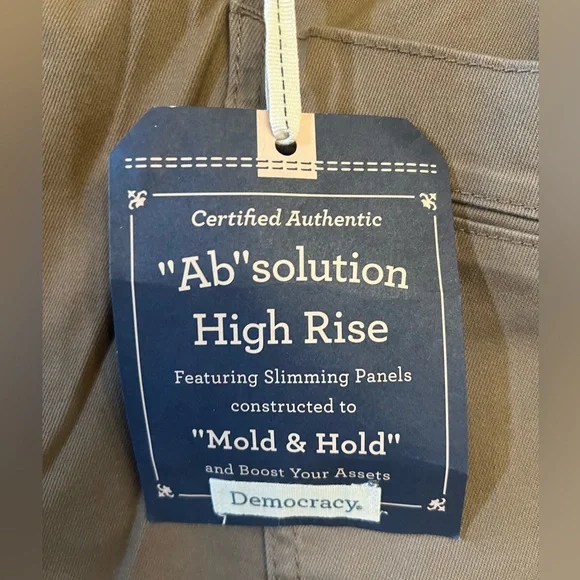 Certified Authentic
"Ab"solution
High Rise
Featuring Slimming Panels
constructed to
"Mold & Hold"
and Boost Your Assets
Democracy®